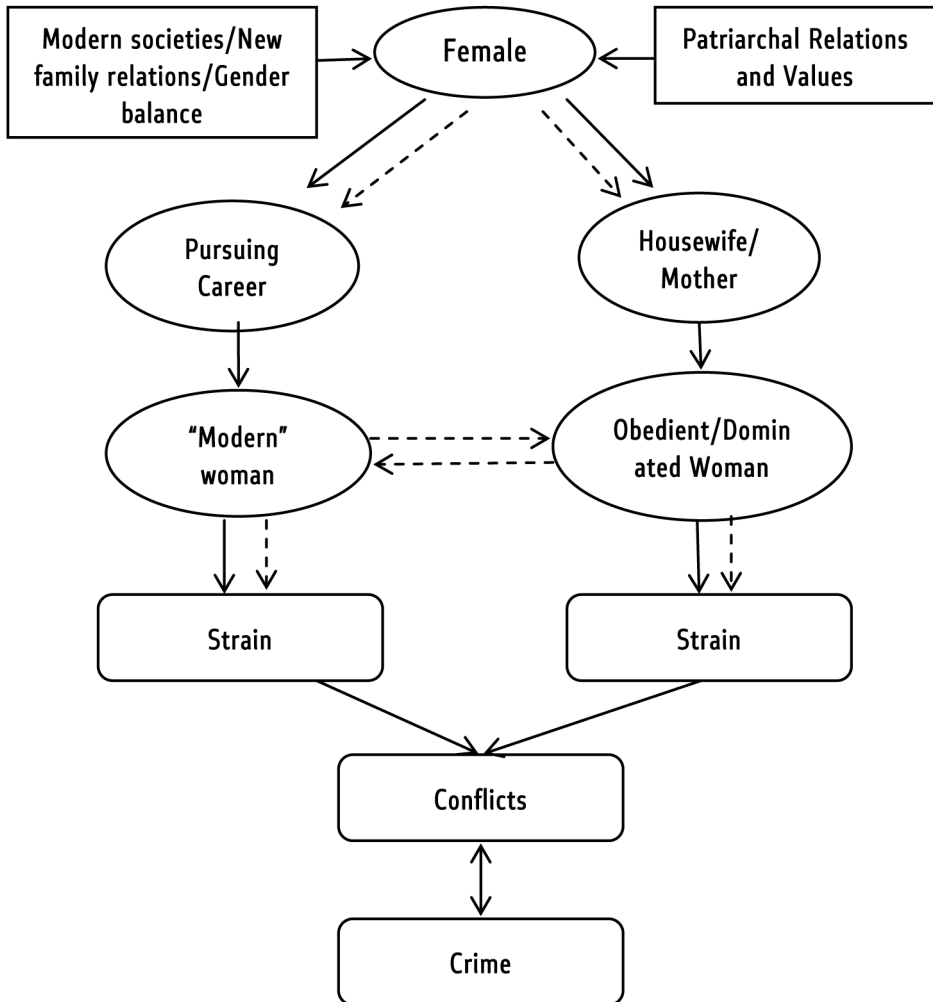 Modern societies/New
family relations/Gender
balance
Female
Patriarchal Relations
and Values
Pursuing
Career
Housewife/
Mother
“Modern”
woman
Obedient/Domin
ated Woman
Strain
Strain
Conflicts
Crime